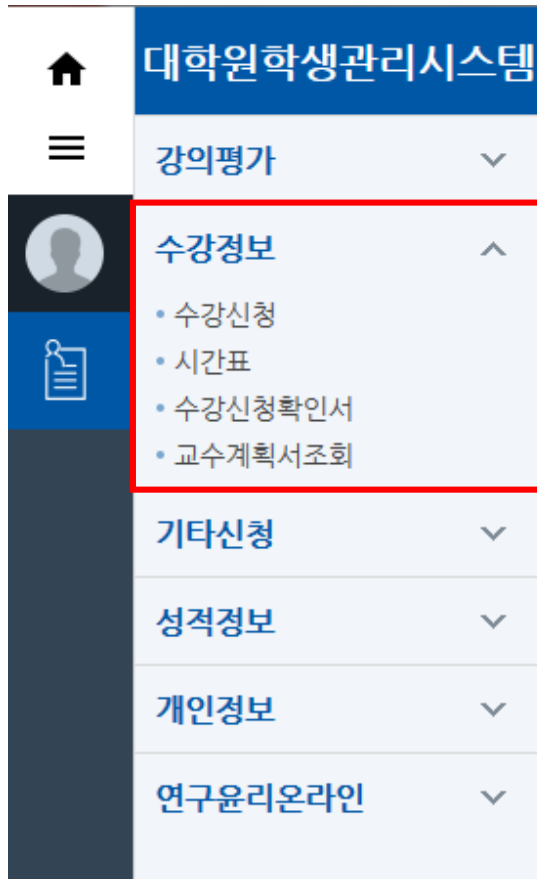 대학원학생관리시스템
강의평가
수강정보
• 수강신청
• 시간표
• 수강신청확인서
• 교수계획서조회
기타신청
성적정보
개인정보
연구윤리온라인